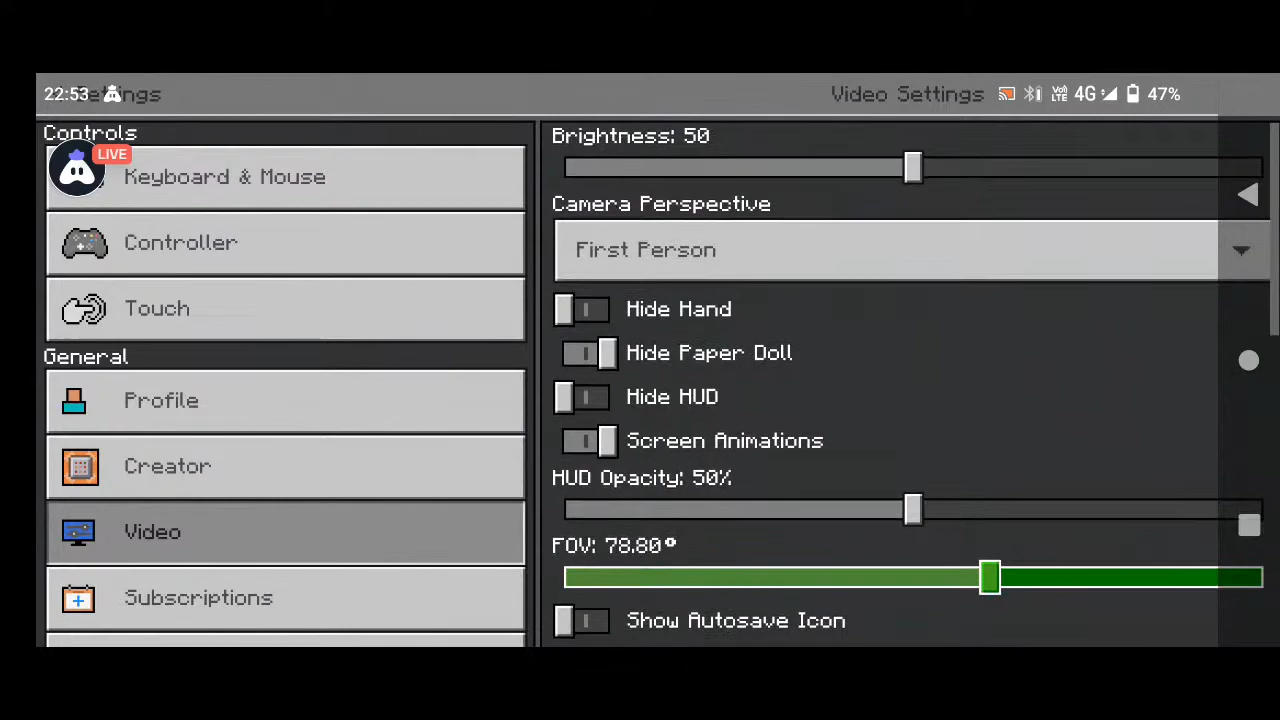 22:53 Settings
Video Settings 4G 47%
Controls
LIVE
Keyboard & Mouse
Controller
Touch
General
Profile
Creator
Video
Subscriptions
Brightness: 50
Camera Perspective
First Person
Hide Hand
Hide Paper Doll
Hide HUD
Screen Animations
HUD Opacity: 50%
FOV: 78.80°
Show Autosave Icon